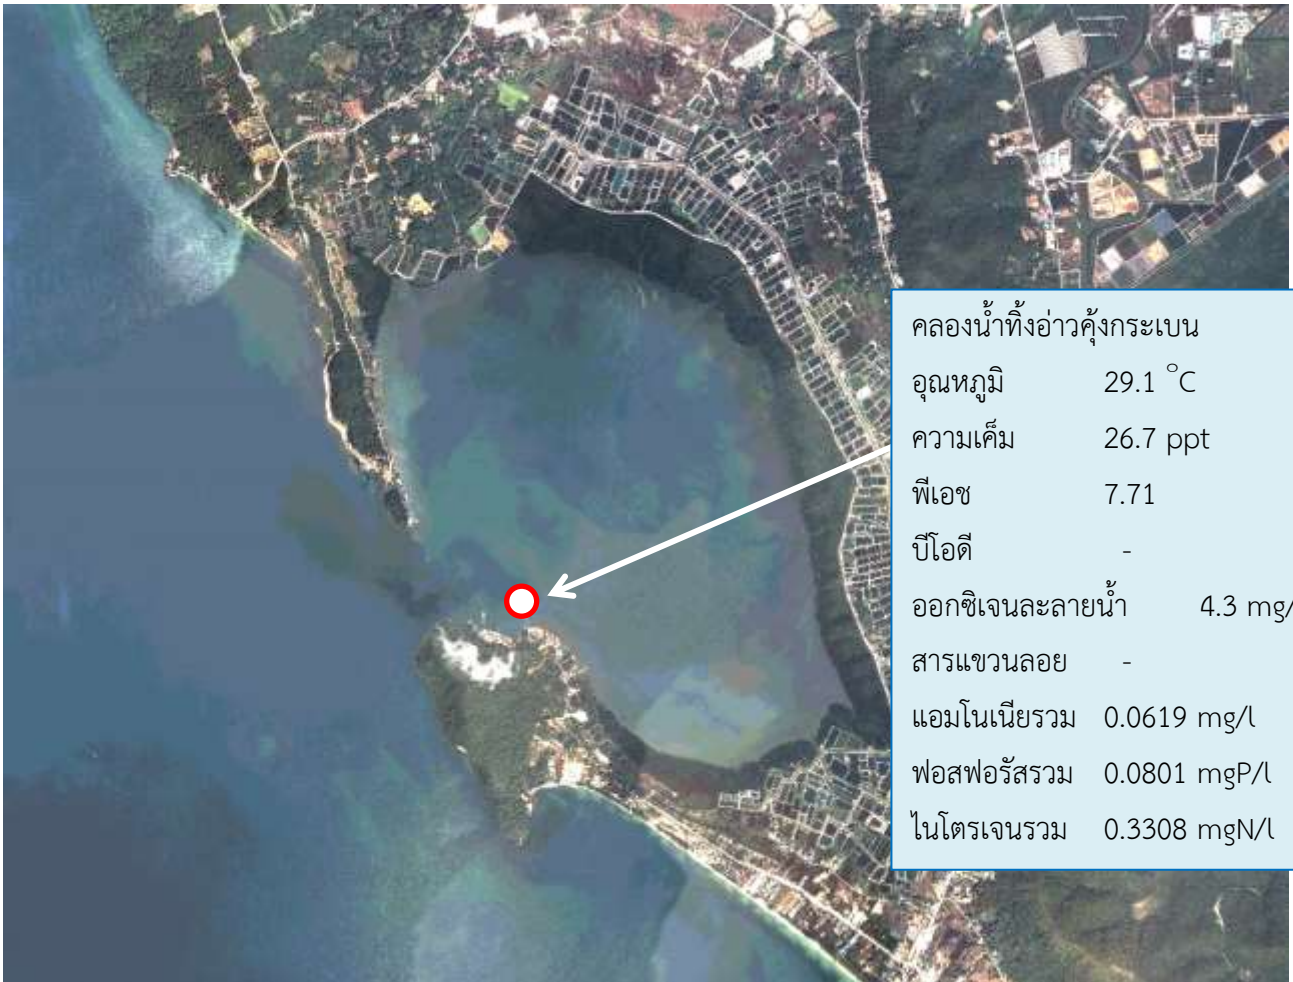 คลองน้ำทิ้งอ่าวคุ้งกระเบน
อุณหภูมิ 29.1 °C
ความเค็ม 26.7 ppt
พีเอช 7.71
บีโอดี -
ออกซิเจนละลายน้ำ 4.3 mg/
สารแขวนลอย -
แอมโนเนียรวม 0.0619 mg/l
ฟอสฟอรัสรวม 0.0801 mgP/l
ไนโตรเจนรวม 0.3308 mgN/l